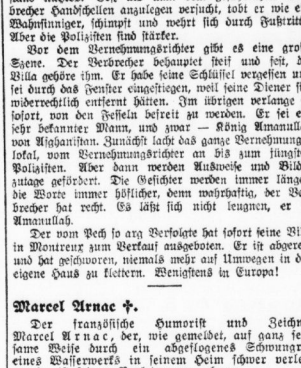 brecher Handschellen anzulegen versucht, tobt er wie e
Wahnsinniger, schimpft und wehrt sich durch Fußtritt
Aber die Polizisten sind stärker.
Vor dem Vernehmungsrichter gibt es eine groß
Szene. Der Verbrecher behauptet steif und fest, d
Villa gehöre ihm. Er habe seine Schlüssel vergessen u
sei durch das Fenster eingestiegen, weil seine Diener s
widerrechtlich entfernt hätten. Im übrigen verlange
sofort, von den Fesseln befreit zu werden. Er sei e
sehr bekannter Mann, und zwar — König Amanulla
von Afghanistan. Zunächst lacht das ganze Vernehmung
lokal, vom Vernehmungsrichter an bis zum jüngst
Polizisten. Aber dann werden Ausweise und Bild
zutage gefördert. Die Gesichter werden immer läng
die Worte immer höflicher, denn wahrhaftig, der Ve
brecher hat recht. Es läßt sich nicht leugnen, er
Amanullah.
Der vom Pech so arg Verfolgte hat sofort seine Vil
in Montreux zum Verkauf ausgeboten. Er ist abgere
und hat geschworen, niemals mehr auf Umwegen in d
eigene Haus zu klettern. Wenigstens in Europa!
Marcel Arnac †.
Der französische Humorist und Zeichn
Marcel Arnac, der, wie gemeldet, auf ganz se
same Weise durch ein abgeflogenes Schwungr
eines Wasserwerks in seinem Heim schwer verle